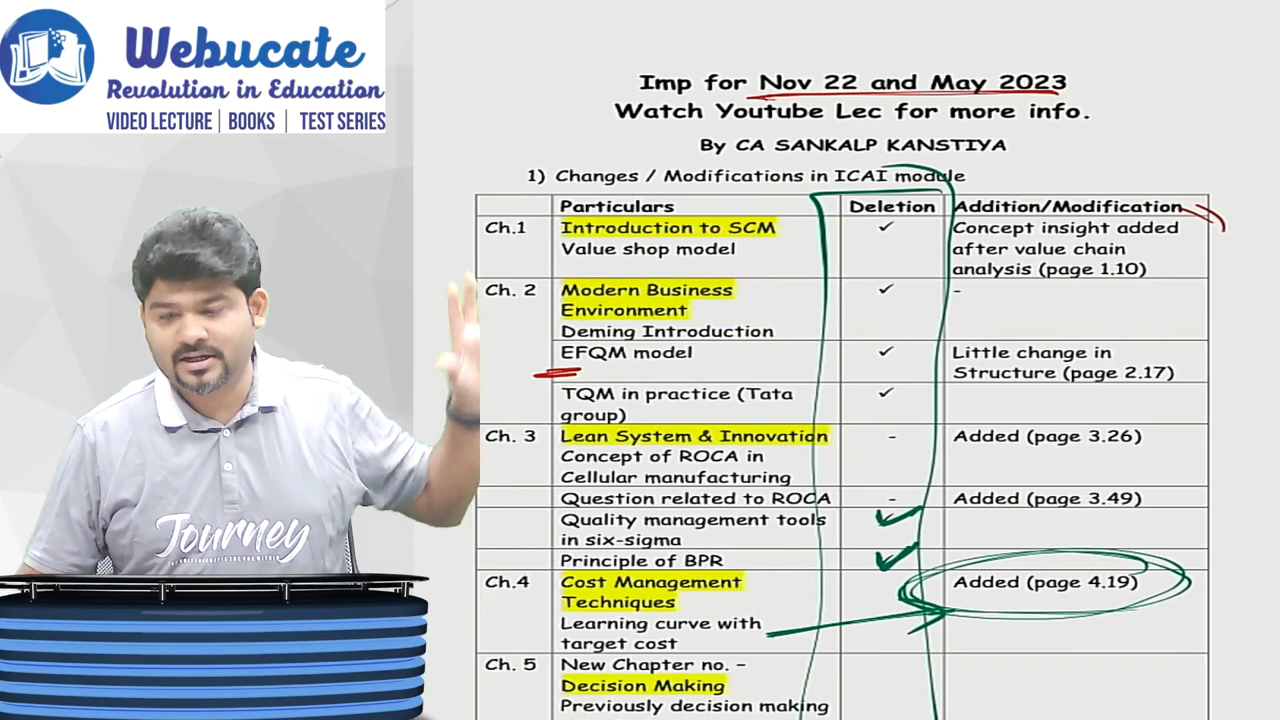 Webucate
Revolution in Education
VIDEO LECTURE | BOOKS | TEST SERIES
Imp for Nov 22 and May 2023
Watch Youtube Lec for more info.
By CA SANKALP KANSTIYA
1) Changes / Modifications in ICAI module
Particulars Deletion Addition/Modification
Ch.1 Introduction to SCM ✓ Concept insight added
Value shop model after value chain
analysis (page 1.10)
Ch. 2 Modern Business ✓ -
Environment
Deming Introduction
EFQM model ✓ Little change in
Structure (page 2.17)
TQM in practice (Tata ✓
group)
Ch. 3 Lean System & Innovation - Added (page 3.26)
Concept of ROCA in
Cellular manufacturing
Question related to ROCA - Added (page 3.49)
Quality management tools ✓
in six-sigma
Principle of BPR ✓
Ch.4 Cost Management Added (page 4.19)
Techniques
Learning curve with
target cost
Ch. 5 New Chapter no. –
Decision Making
Previously decision making
Journey